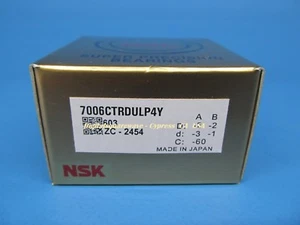 7006CTRDULP4Y
A B
603
D: -2
ZC - 2454
d: -3 -1
C: -60
MADE IN JAPAN
NSK